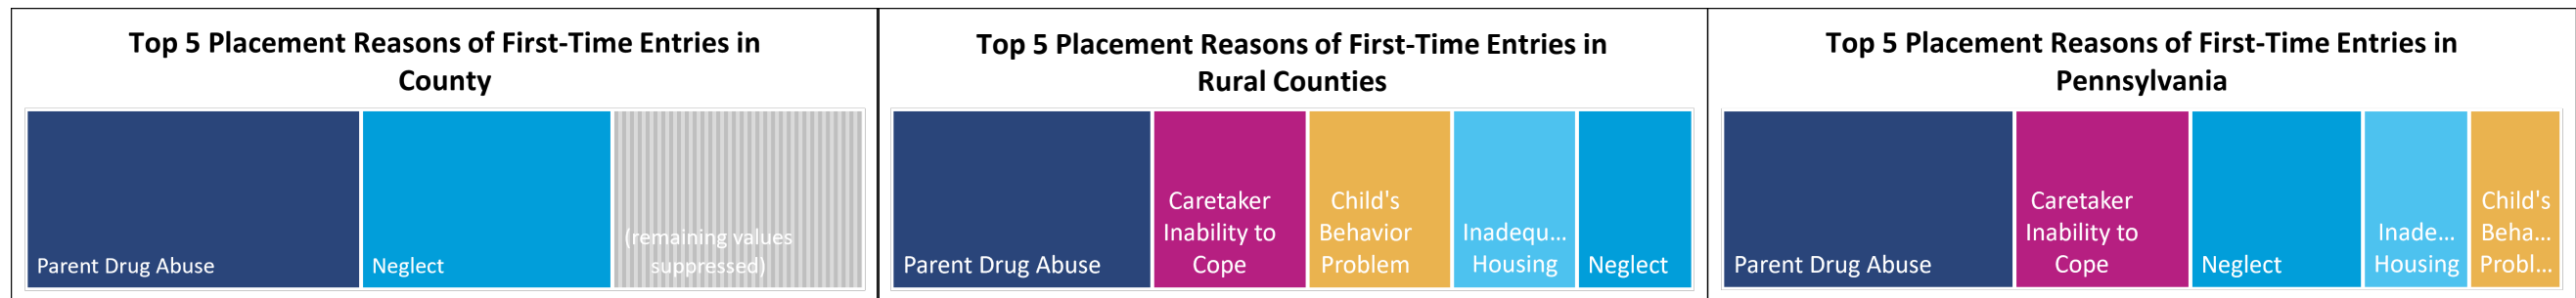 Top 5 Placement Reasons of First-Time Entries in
County
Parent Drug Abuse
Neglect
(remaining values
suppressed)
Top 5 Placement Reasons of First-Time Entries in
Rural Counties
Parent Drug Abuse
Caretaker
Inability to
Cope
Child's
Behavior
Problem
Inadequ...
Housing
Neglect
Top 5 Placement Reasons of First-Time Entries in
Pennsylvania
Parent Drug Abuse
Caretaker
Inability to
Cope
Neglect
Inade...
Housing
Child's
Beha...
Probl...